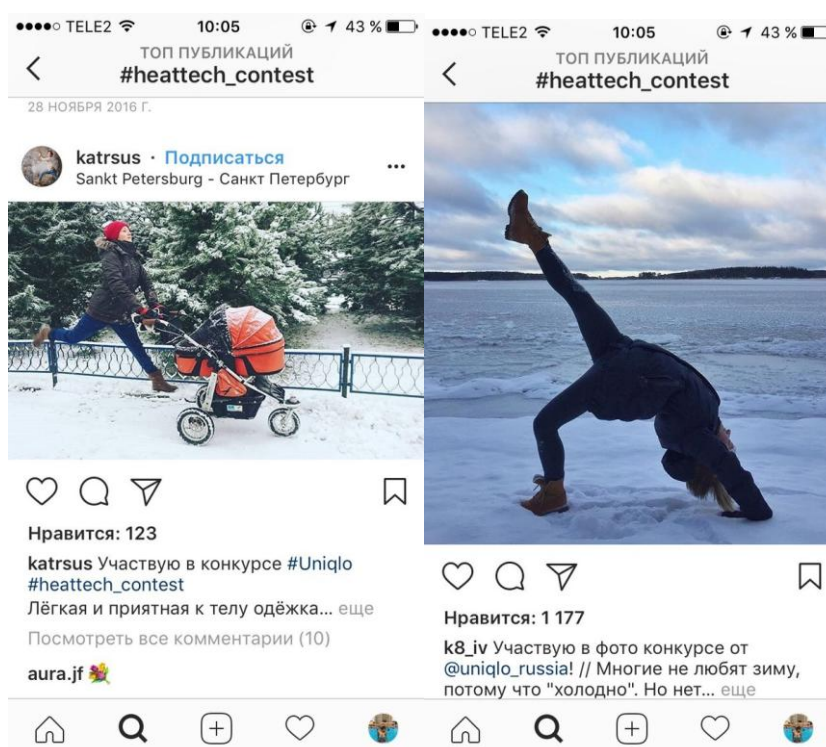 TELE2 10:05 43 %
ТОП ПУБЛИКАЦИЙ
#heattech_contest
28 НОЯБРЯ 2016 Г.
katrsus · Подписаться
Sankt Petersburg - Санкт Петербург
Нравится: 123
katrsus Участвую в конкурсе #Uniqlo
#heattech_contest
Лёгкая и приятная к телу одёжка... еще
Посмотреть все комментарии (10)
aura.jf 💐
TELE2 10:05 43 %
ТОП ПУБЛИКАЦИЙ
#heattech_contest
Нравится: 1 177
k8_iv Участвую в фото конкурсе от
@uniqlo_russia! // Многие не любят зиму,
потому что "холодно". Но нет... еще